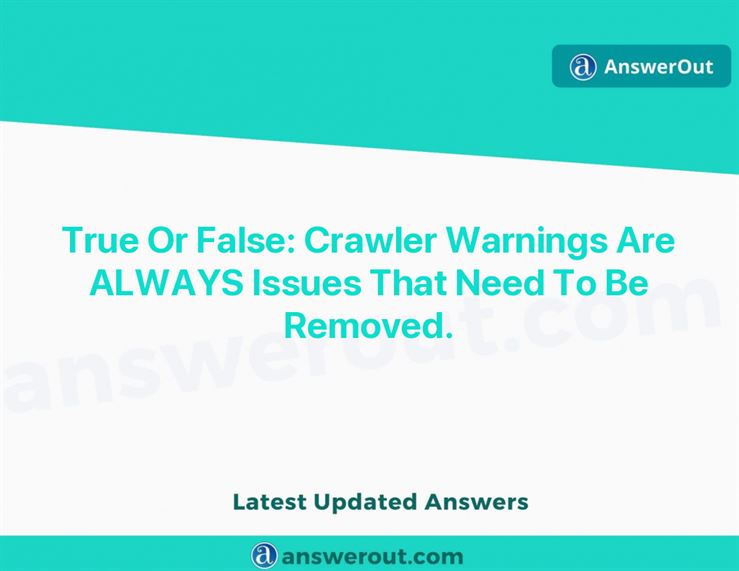 AnswerOut
True Or False: Crawler Warnings Are
ALWAYS Issues That Need To Be
Removed.
answerout.com
Latest Updated Answers
answerout.com